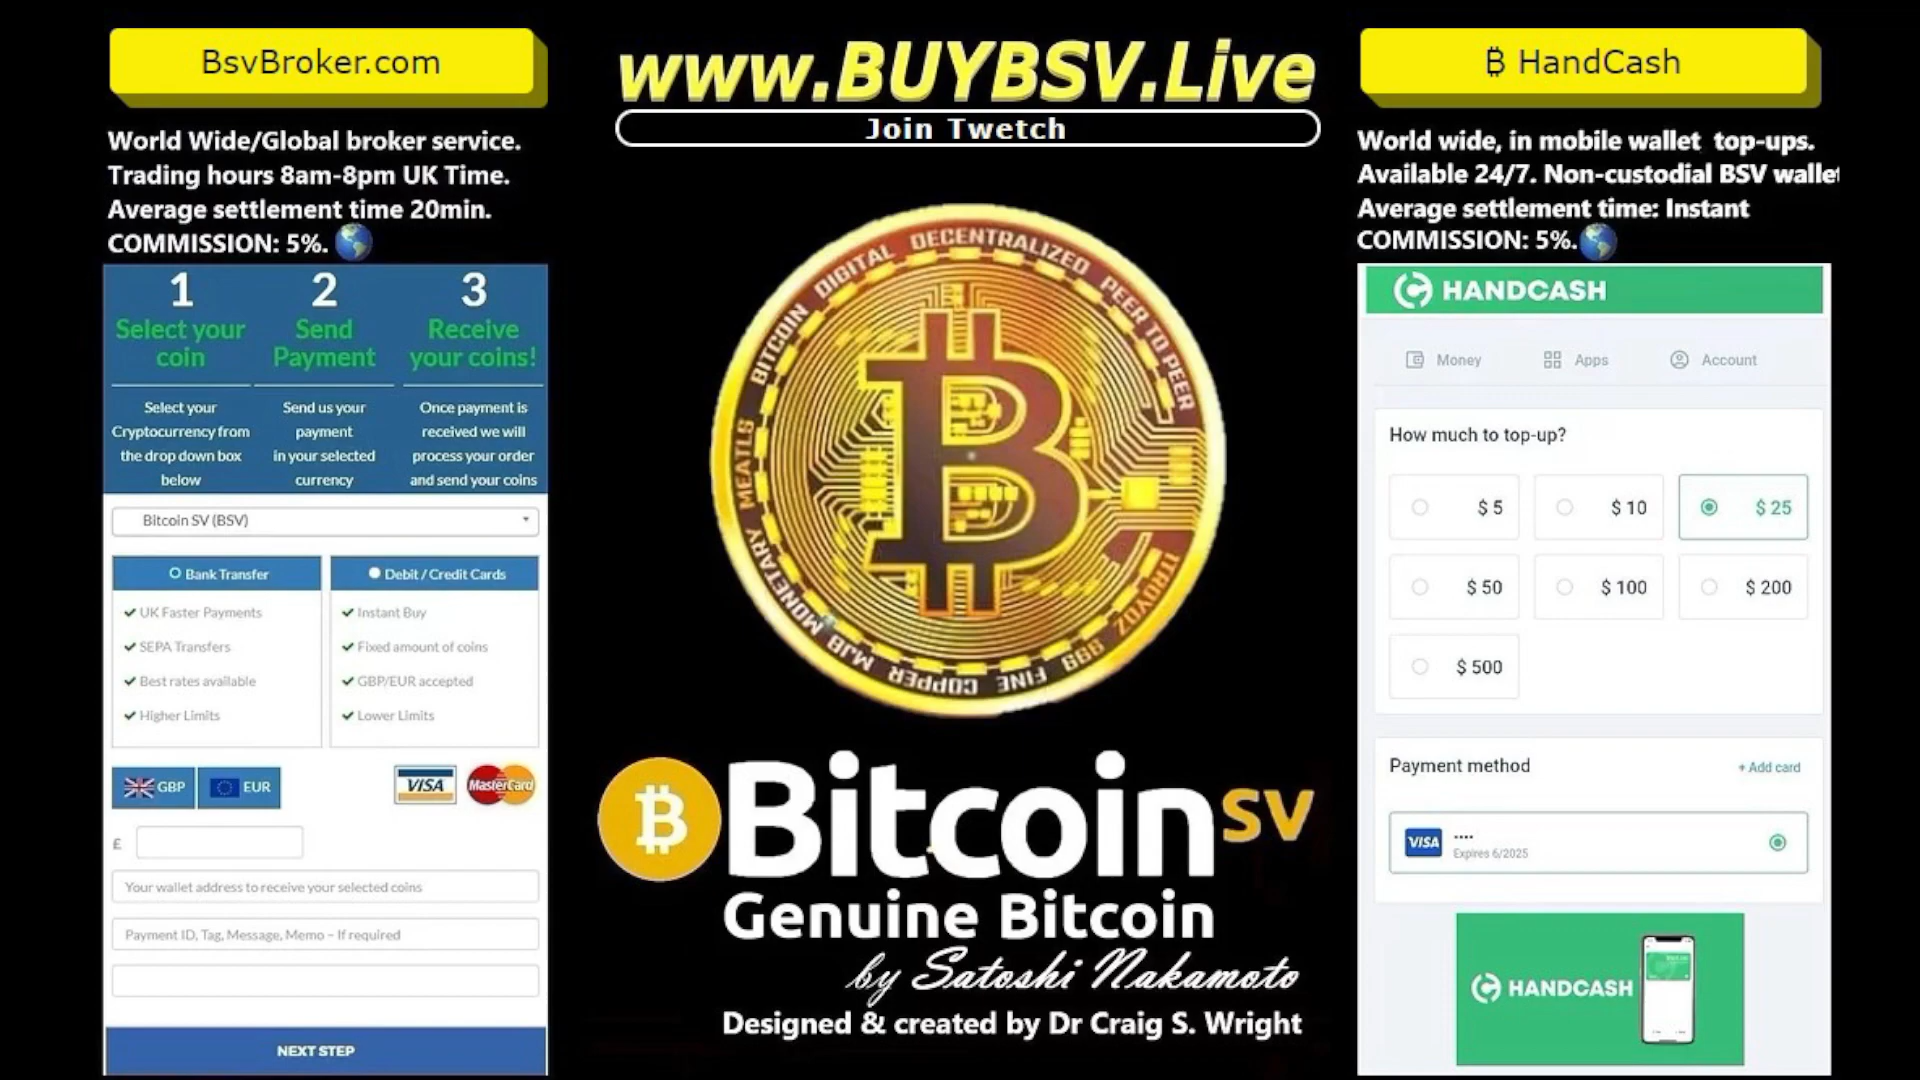 BsvBroker.com
World Wide/Global broker service.
Trading hours 8am-8pm UK Time.
Average settlement time 20min.
COMMISSION: 5%.
1
Select your
coin
Select your
Cryptocurrency from
the drop down box
below
2
Send
Payment
Send us your
payment
in your selected
currency
3
Receive
your coins!
Once payment is
received we will
process your order
and send your coins
Bitcoin SV (BSV)
Bank Transfer
UK Faster Payments
SEPA Transfers
Best rates available
Higher Limits
Debit / Credit Cards
Instant Buy
Fixed amount of coins
GBP/EUR accepted
Lower Limits
GBP
EUR
VISA
MasterCard
£
Your wallet address to receive your selected coins
Payment ID, Tag, Message, Memo – If required
NEXT STEP
www.BUYBSV.Live
Join Twetch
BITCOIN DIGITAL DECENTRALIZED PEER TO PEER
MONETARY MEATLS
MJB COPPER FINE 999
B
Bitcoin SV
Genuine Bitcoin
by Satoshi Nakamoto
Designed & created by Dr Craig S. Wright
₿ HandCash
World wide, in mobile wallet top-ups.
Available 24/7. Non-custodial BSV wallet
Average settlement time: Instant
COMMISSION: 5%.
HANDCASH
Money
Apps
Account
How much to top-up?
$ 5
$ 10
$ 25
$ 50
$ 100
$ 200
$ 500
Payment method
+ Add card
VISA
••••
Expires 6/2025
HANDCASH